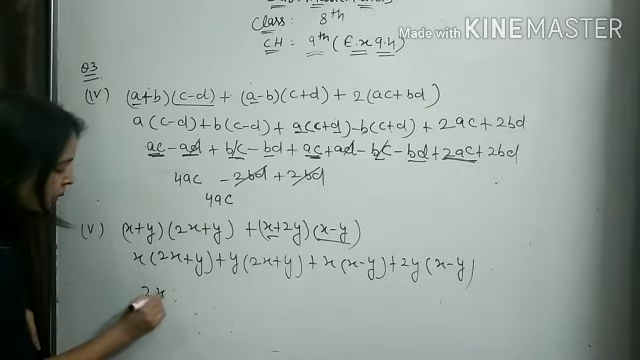 Class: 8th
CH: 9th (Ex 9.4)
Made with KINEMASTER
Q3
(iv) (a+b)(c-d) + (a-b)(c+d) + 2(ac+bd)
a(c-d)+b(c-d)+a(c+d)-b(c+d)+2ac+2bd
ac-ad+bc-bd+ac+ad-bc-bd+2ac+2bd
4ac -2bd+2bd
4ac
(v) (x+y)(2x+y) + (x+2y)(x-y)
x(2x+y)+y(2x+y)+x(x-y)+2y(x-y)
2x